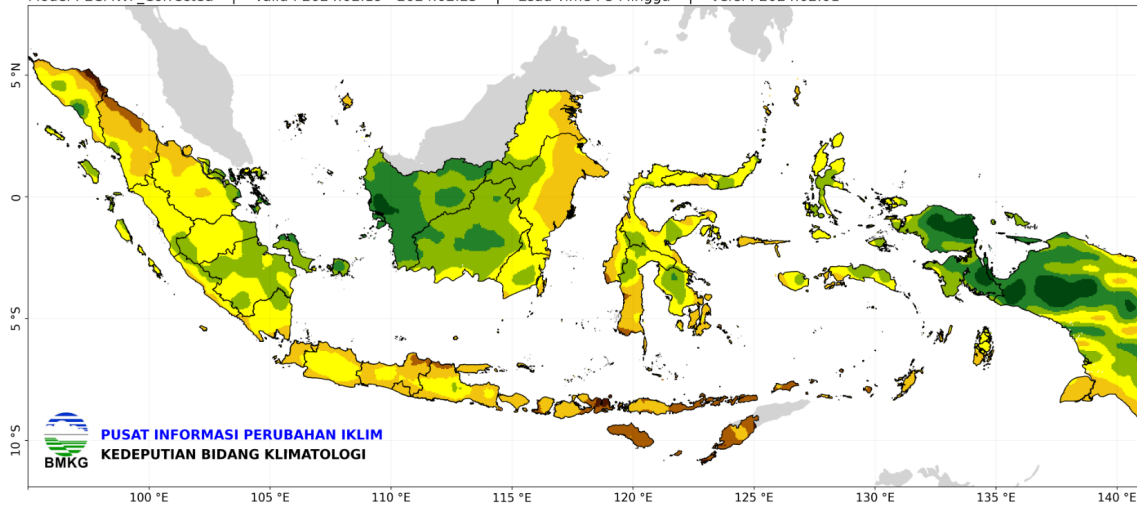 5 °N
0
5 °S
10 °S
PUSAT INFORMASI PERUBAHAN IKLIM
KEDEPUTIAN BIDANG KLIMATOLOGI
BMKG
100 °E 105 °E 110 °E 115 °E 120 °E 125 °E 130 °E 135 °E 140 °E